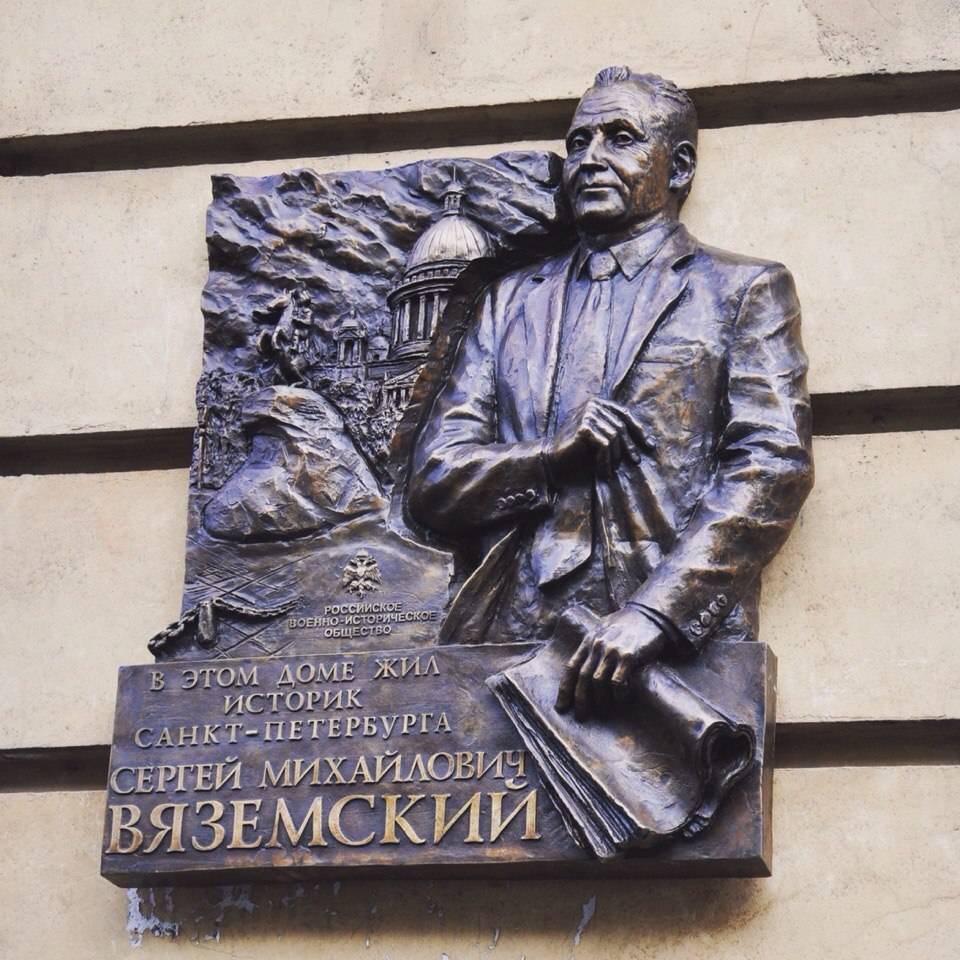 РОССИЙСКОЕ
ВОЕННО-ИСТОРИЧЕСКОЕ
ОБЩЕСТВО
В ЭТОМ ДОМЕ ЖИЛ
ИСТОРИК
САНКТ-ПЕТЕРБУРГА
СЕРГЕЙ МИХАЙЛОВИЧ
ВЯЗЕМСКИЙ